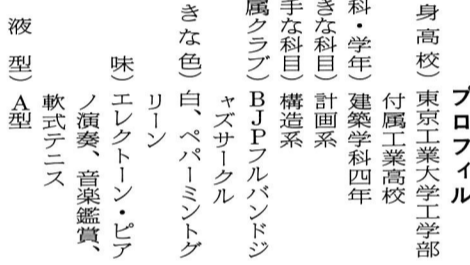 プロフィル
身高校）東京工業大学工学部
付属工業高校
科・学年）建築学科四年
きな科目）計画系
手な科目）構造系
属クラブ）BJPフルバンドジ
ャズサークル
きな色）白、ペパーミントグ
リーン
味）エレクトーン・ピア
ノ演奏、音楽鑑賞、
軟式テニス
液型）A型